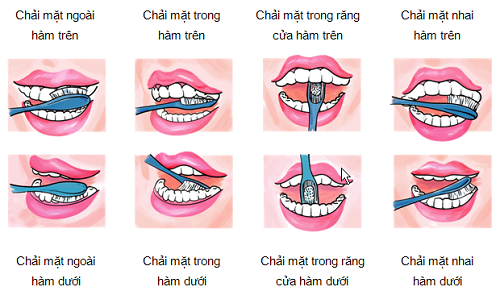 Chải mặt ngoài
hàm trên
Chải mặt trong
hàm trên
Chải mặt trong răng
cửa hàm trên
Chải mặt nhai
hàm trên
Chải mặt ngoài
hàm dưới
Chải mặt trong
hàm dưới
Chải mặt trong răng
cửa hàm dưới
Chải mặt nhai
hàm dưới